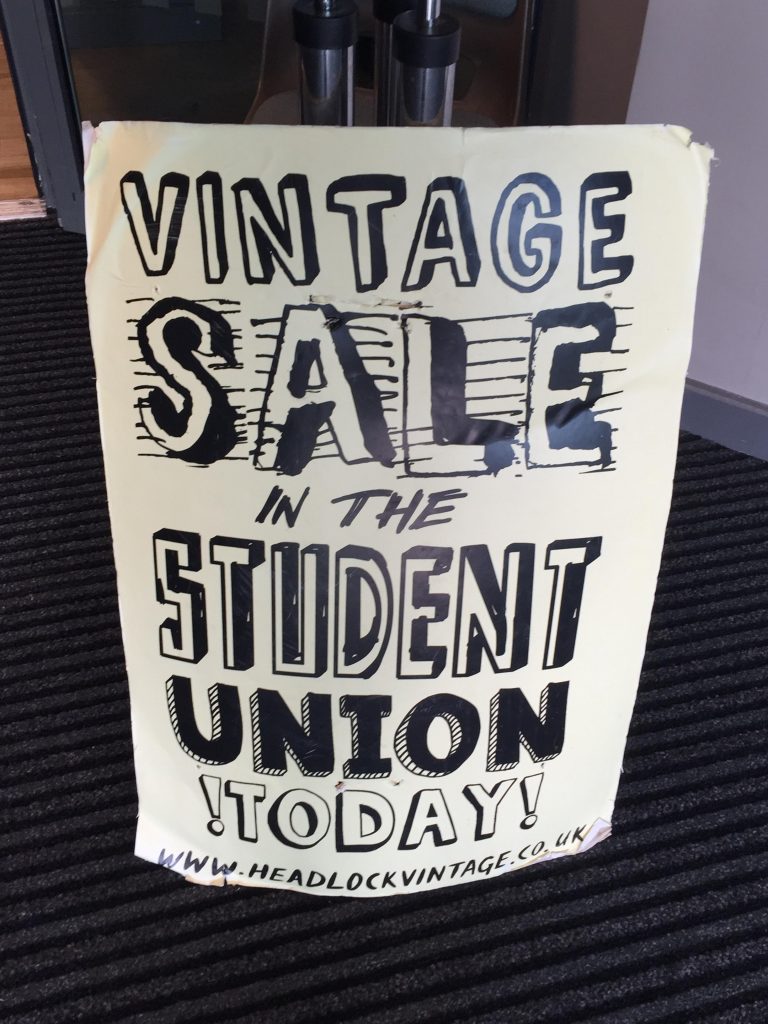 VINTAGE
SALE
IN THE
STUDENT
UNION
!TODAY!
WWW.HEADLOCKVINTAGE.CO.UK